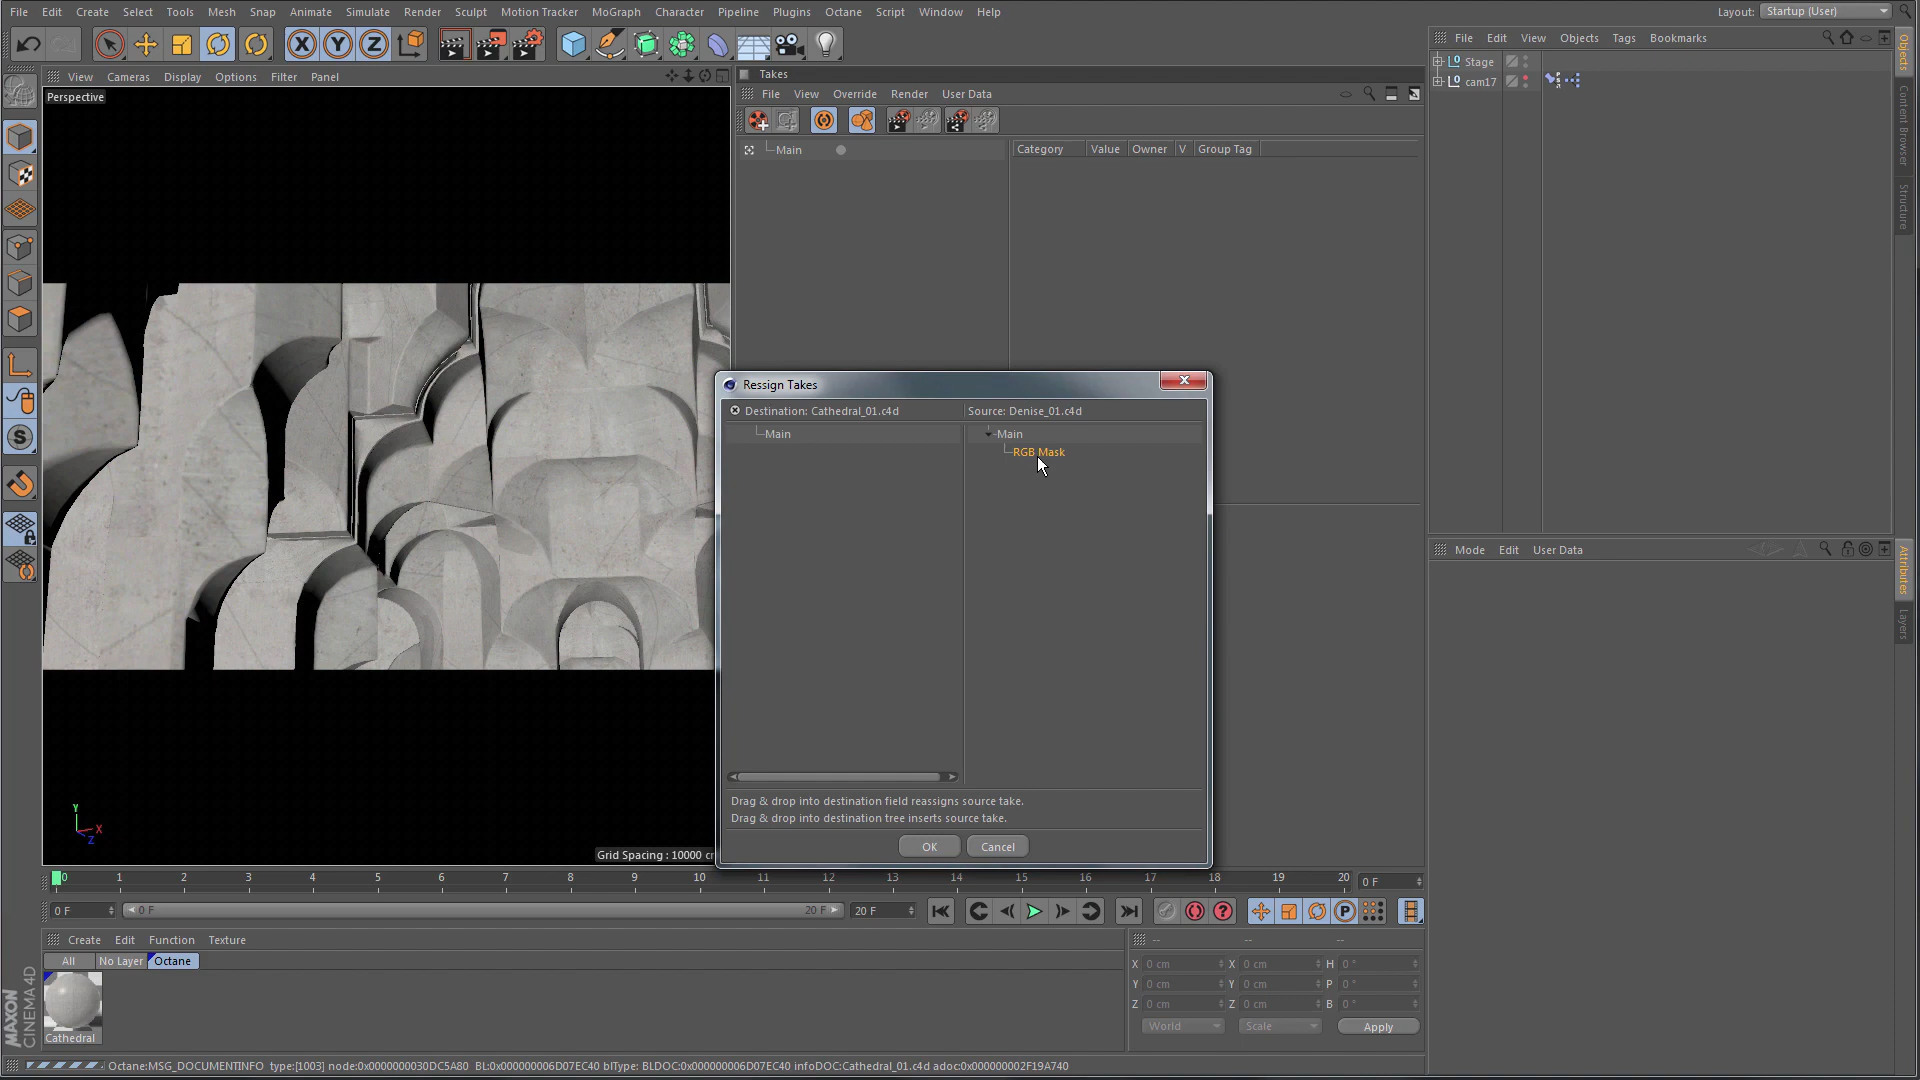 File Edit Create Select Tools Mesh Snap Animate Simulate Render Sculpt Motion Tracker MoGraph Character Pipeline Plugins Octane Script Window Help Layout: Startup (User)
View Cameras Display Options Filter Panel
Perspective
Takes
File View Override Render User Data
Main
Category Value Owner V Group Tag
File Edit View Objects Tags Bookmarks
Stage
cam17
Objects
Content Browser
Structure
Ressign Takes
Destination: Cathedral_01.c4d Source: Denise_01.c4d
Main Main
RGB Mask
Drag & drop into destination field reassigns source take.
Drag & drop into destination tree inserts source take.
OK Cancel
Mode Edit User Data
Attributes
Layers
Y
X
Z
Grid Spacing : 10000 c
0 1 2 3 4 5 6 7 8 9 10 11 12 13 14 15 16 17 18 19 20 0 F
0 F 0 F 20 F 20 F
Create Edit Function Texture
All No Layer Octane
Cathedral
-- -- --
X 0 cm X 0 cm H 0 °
Y 0 cm Y 0 cm P 0 °
Z 0 cm Z 0 cm B 0 °
World Scale Apply
MAXON
CINEMA 4D
Octane:MSG_DOCUMENTINFO type:[1003] node:0x0000000030DC5A80 BL:0x000000006D07EC40 blType: BLDOC:0x000000006D07EC40 infoDOC:Cathedral_01.c4d adoc:0x000000002F19A740